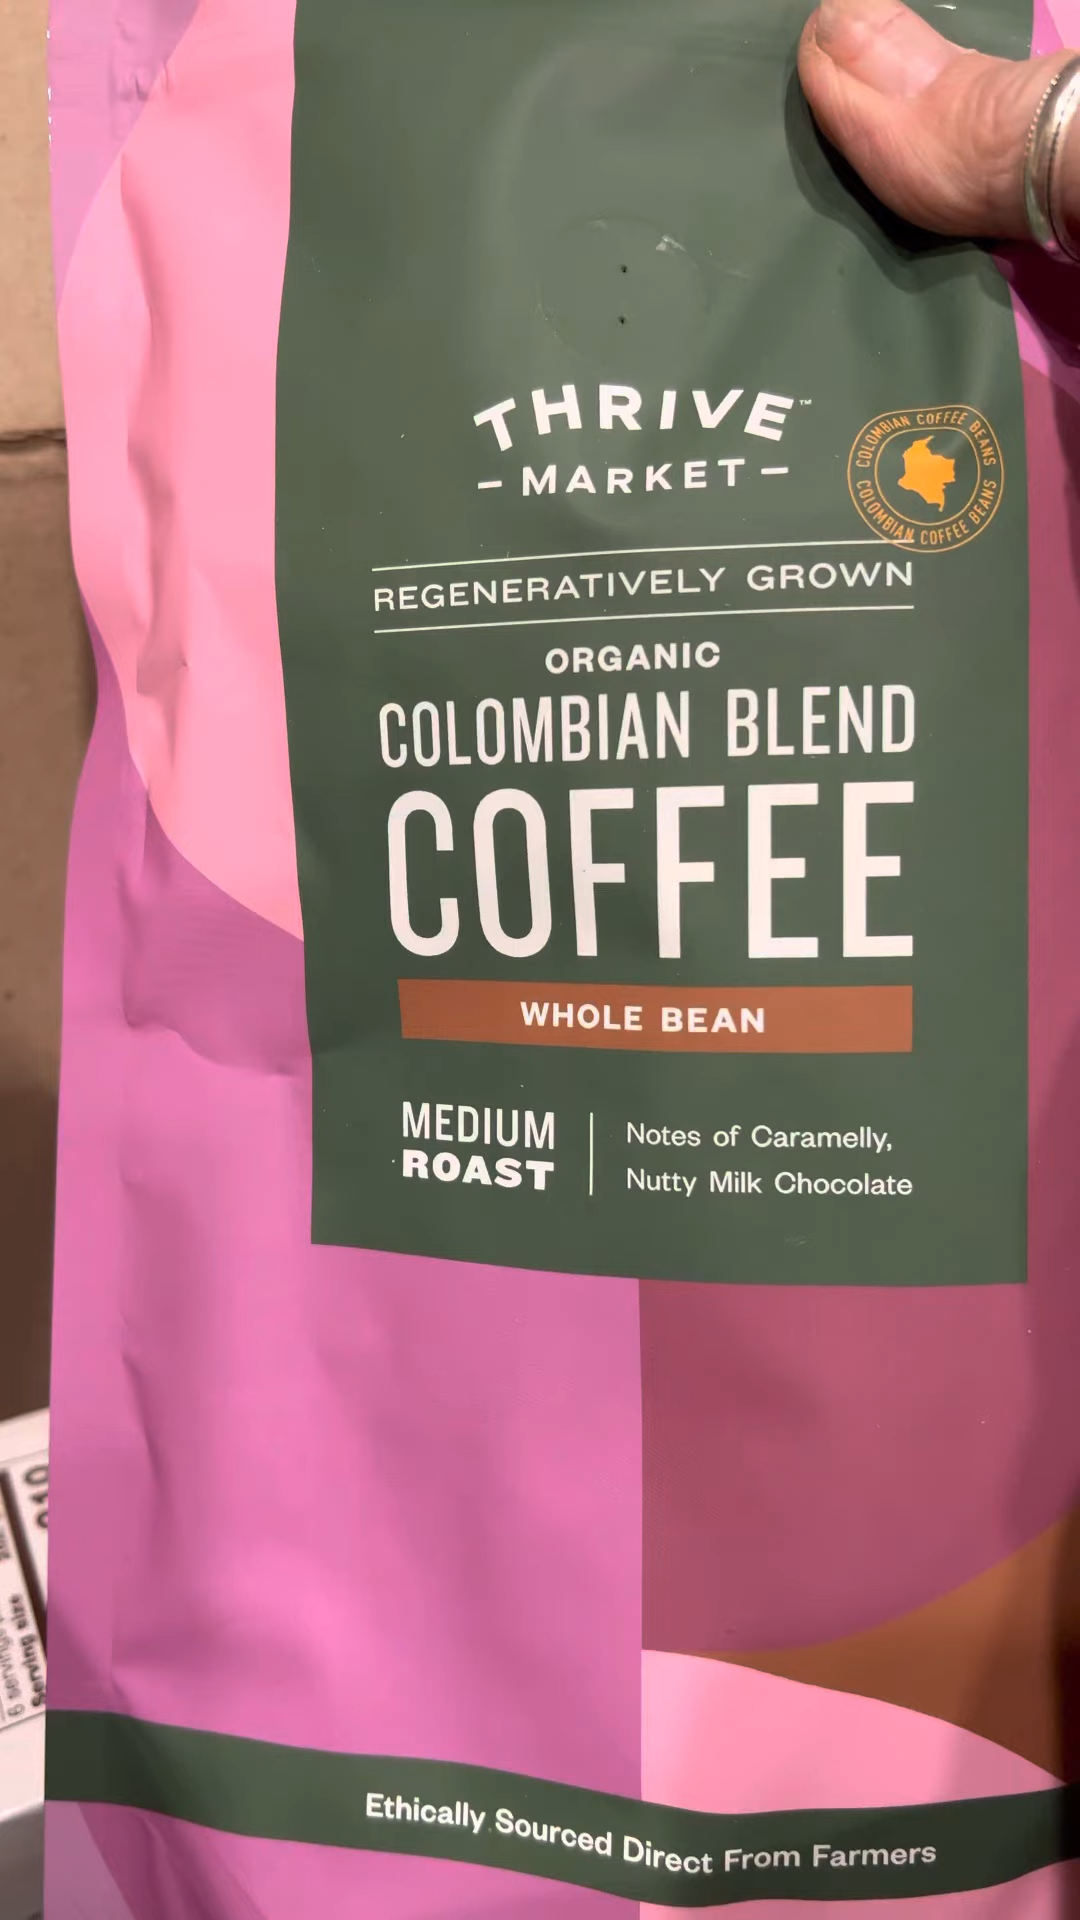 THRIVE™
- MARKET -
COLOMBIAN COFFEE BEANS
COLOMBIAN COFFEE BEANS
REGENERATIVELY GROWN
ORGANIC
COLOMBIAN BLEND
COFFEE
WHOLE BEAN
MEDIUM
ROAST
Notes of Caramelly,
Nutty Milk Chocolate
Serving size
Ethically Sourced Direct From Farmers